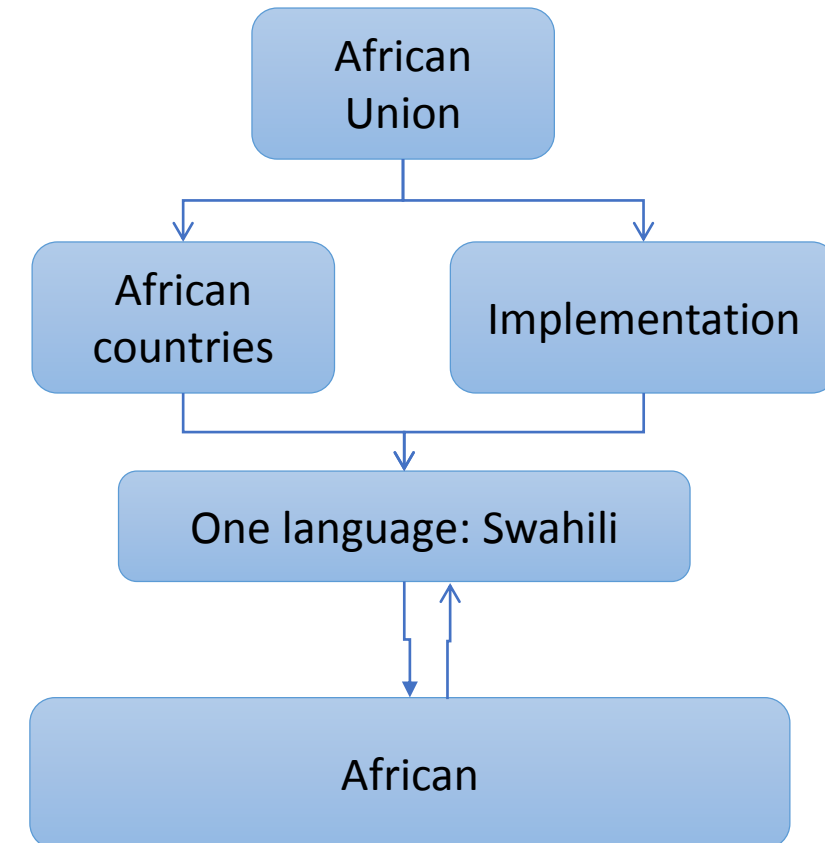 African
Union
African
countries
Implementation
One language: Swahili
African